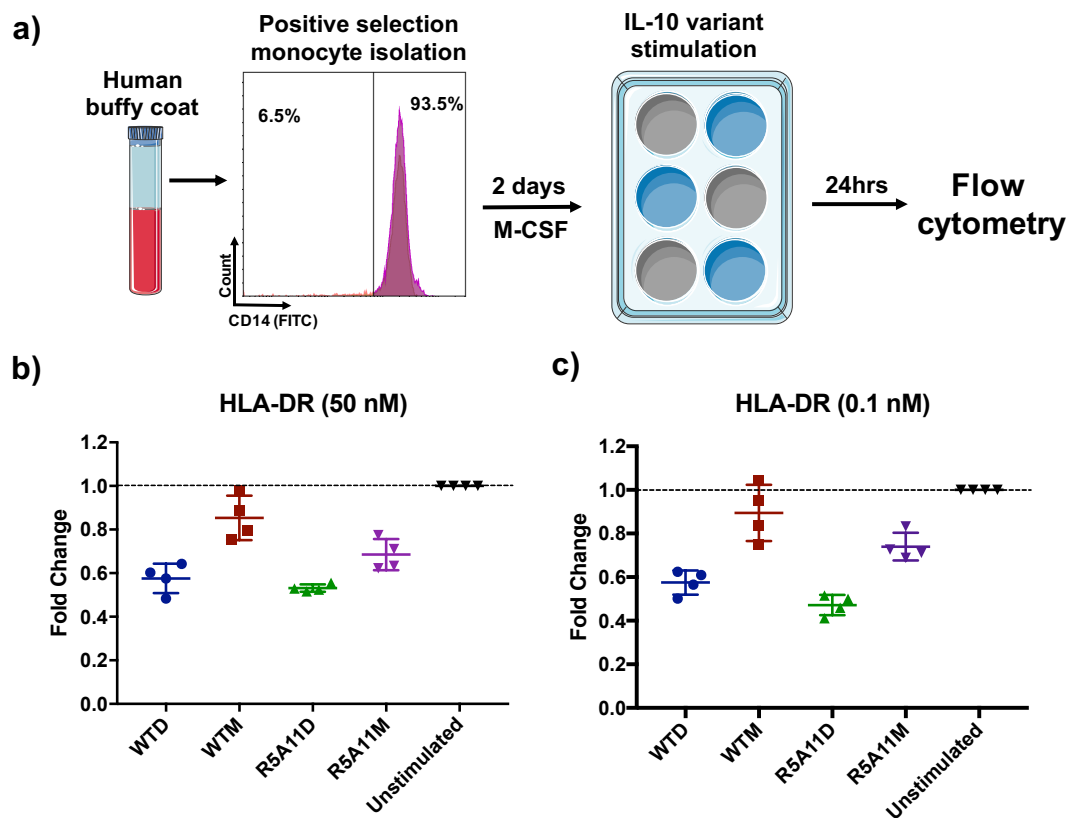 a)
Human
buffy coat
Positive selection
monocyte isolation
6.5%
93.5%
Count
CD14 (FITC)
2 days
M-CSF
IL-10 variant
stimulation
24hrs
Flow
cytometry
b)
HLA-DR (50 nM)
Fold Change
1.2
1.0
0.8
0.6
0.4
0.2
0.0
WTD
WTM
R5A11D
R5A11M
Unstimulated
c)
HLA-DR (0.1 nM)
Fold Change
1.2
1.0
0.8
0.6
0.4
0.2
0.0
WTD
WTM
R5A11D
R5A11M
Unstimulated